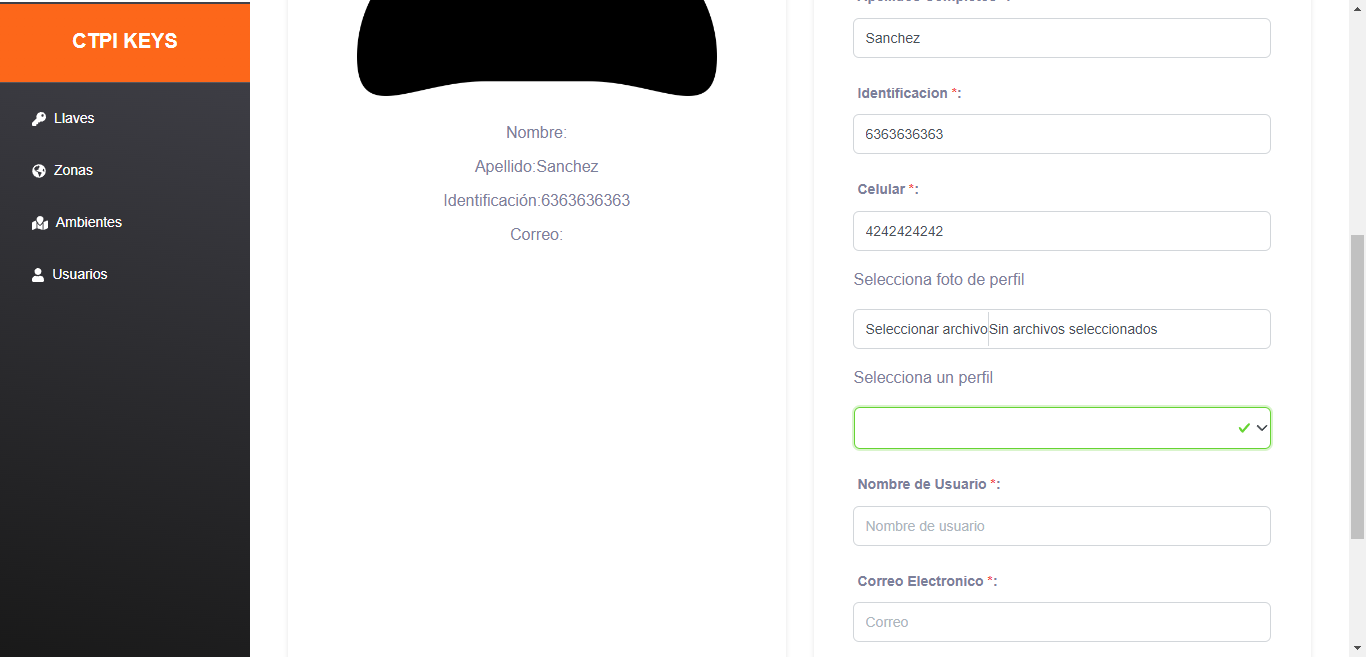 CTPI KEYS
Llaves
Zonas
Ambientes
Usuarios
Nombre:
Apellido:Sanchez
Identificación:6363636363
Correo:
Sanchez
Identificacion *:
6363636363
Celular *:
4242424242
Selecciona foto de perfil
Seleccionar archivo Sin archivos seleccionados
Selecciona un perfil
Nombre de Usuario *:
Nombre de usuario
Correo Electronico *:
Correo